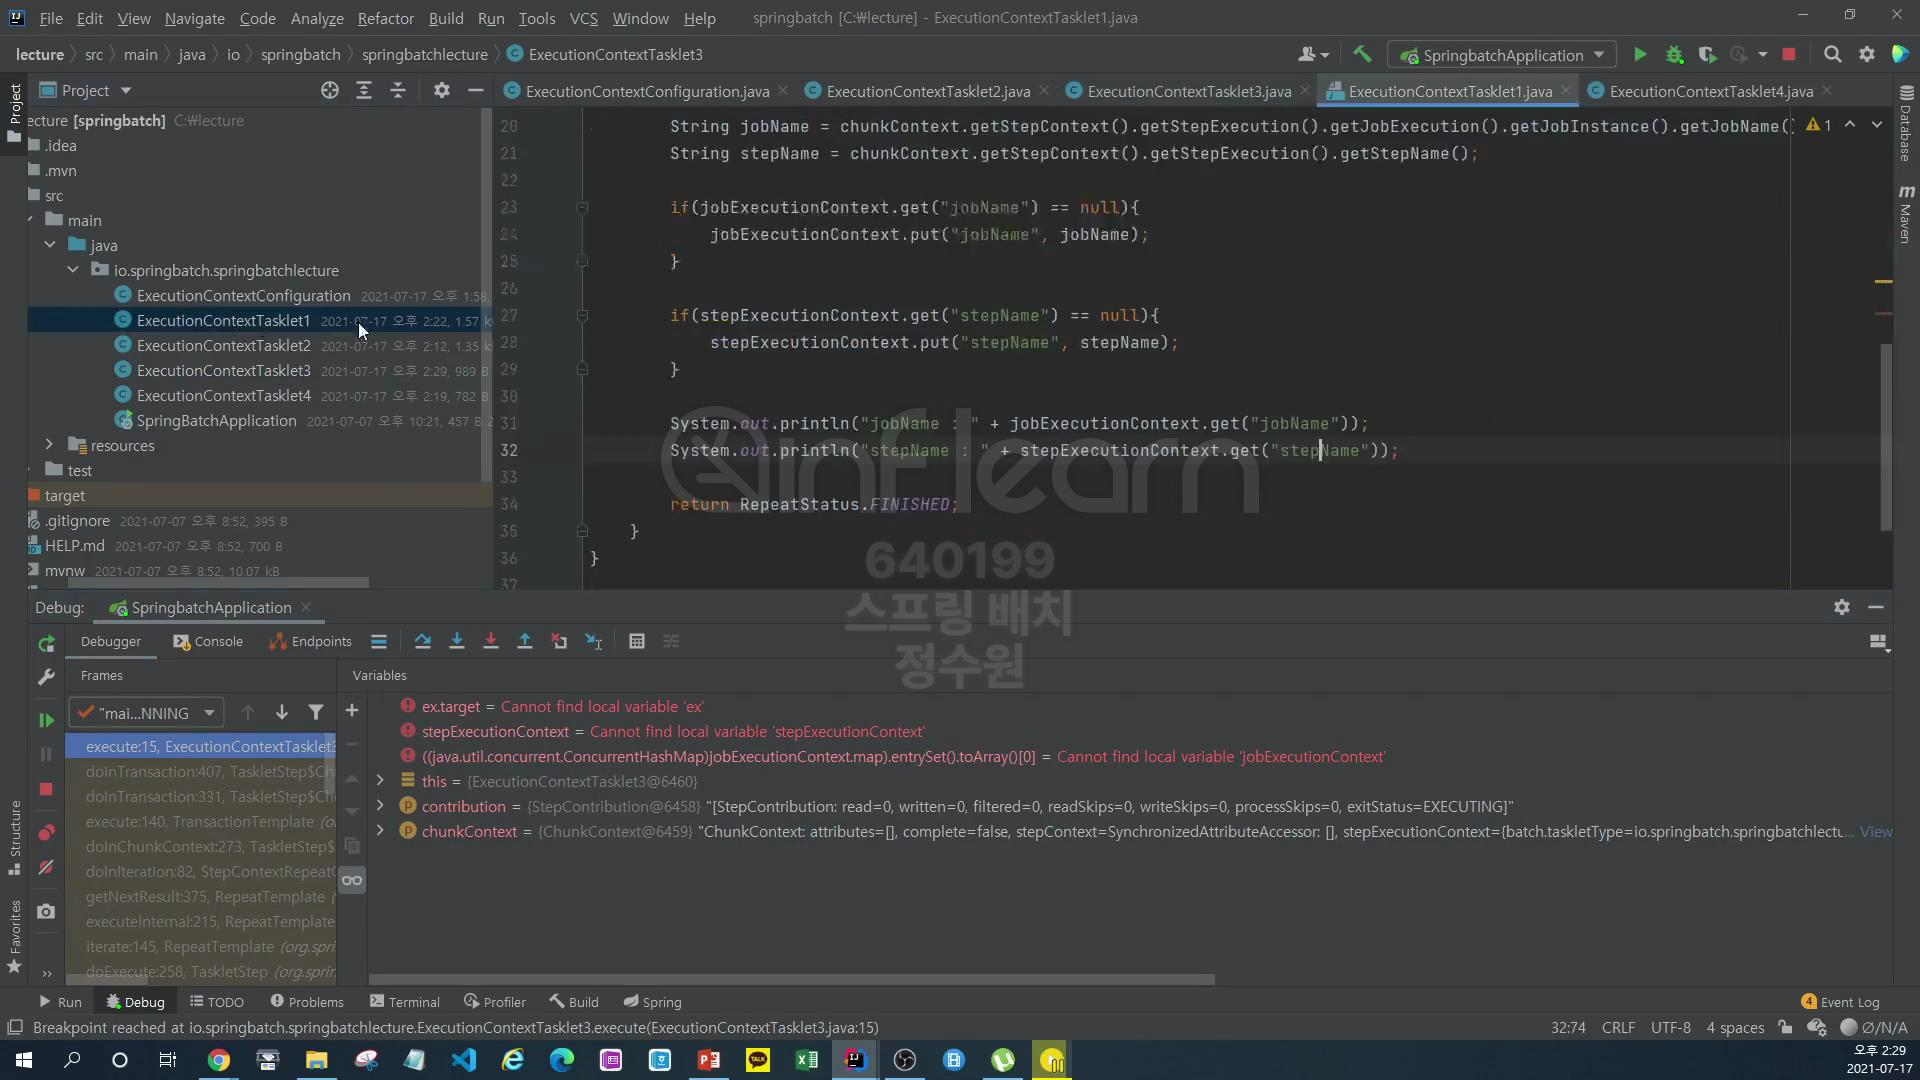 File Edit View Navigate Code Analyze Refactor Build Run Tools VCS Window Help springbatch [C:₩lecture] - ExecutionContextTasklet1.java
lecture src main java io springbatch springbatchlecture ExecutionContextTasklet3 SpringbatchApplication
Project
ExecutionContextConfiguration.java ExecutionContextTasklet2.java ExecutionContextTasklet3.java ExecutionContextTasklet1.java ExecutionContextTasklet4.java
Project
ecture [springbatch] C:₩lecture
.idea
.mvn
src
main
java
io.springbatch.springbatchlecture
ExecutionContextConfiguration 2021-07-17 오후 1:58,
ExecutionContextTasklet1 2021-07-17 오후 2:22, 1.57 k
ExecutionContextTasklet2 2021-07-17 오후 2:12, 1.35 k
ExecutionContextTasklet3 2021-07-17 오후 2:29, 989 B
ExecutionContextTasklet4 2021-07-17 오후 2:19, 782 B
SpringBatchApplication 2021-07-07 오후 10:21, 457 B 2
resources
test
target
.gitignore 2021-07-07 오후 8:52, 395 B
HELP.md 2021-07-07 오후 8:52, 700 B
mvnw 2021-07-07 오후 8:52, 10.07 kB
20 String jobName = chunkContext.getStepContext().getStepExecution().getJobExecution().getJobInstance().getJobName( 1
21 String stepName = chunkContext.getStepContext().getStepExecution().getStepName();
22
23 if(jobExecutionContext.get("jobName") == null){
24 jobExecutionContext.put("jobName", jobName);
25 }
26
27 if(stepExecutionContext.get("stepName") == null){
28 stepExecutionContext.put("stepName", stepName);
29 }
30
31 System.out.println("jobName : " + jobExecutionContext.get("jobName"));
32 System.out.println("stepName : " + stepExecutionContext.get("stepName"));
33
34 return RepeatStatus.FINISHED;
35 }
36 }
37
Database
Maven
inflearn
640199
스프링 배치
정수원
Debug: SpringbatchApplication
Debugger Console Endpoints
Frames Variables
"mai...NNING
execute:15, ExecutionContextTasklet3
doInTransaction:407, TaskletStep$Ch
doInTransaction:331, TaskletStep$Ch
execute:140, TransactionTemplate (o
doInChunkContext:273, TaskletStep$
doInIteration:82, StepContextRepeatC
getNextResult:375, RepeatTemplate (
executeInternal:215, RepeatTemplate
iterate:145, RepeatTemplate (org.spri
doExecute:258, TaskletStep (org.sprir
ex.target = Cannot find local variable 'ex'
stepExecutionContext = Cannot find local variable 'stepExecutionContext'
((java.util.concurrent.ConcurrentHashMap)jobExecutionContext.map).entrySet().toArray()[0] = Cannot find local variable 'jobExecutionContext'
this = {ExecutionContextTasklet3@6460}
contribution = {StepContribution@6458} "[StepContribution: read=0, written=0, filtered=0, readSkips=0, writeSkips=0, processSkips=0, exitStatus=EXECUTING]"
chunkContext = {ChunkContext@6459} "ChunkContext: attributes=[], complete=false, stepContext=SynchronizedAttributeAccessor: [], stepExecutionContext={batch.taskletType=io.springbatch.springbatchlectu... View
Structure
Favorites
Run Debug TODO Problems Terminal Profiler Build Spring 4 Event Log
Breakpoint reached at io.springbatch.springbatchlecture.ExecutionContextTasklet3.execute(ExecutionContextTasklet3.java:15) 32:74 CRLF UTF-8 4 spaces Ø/N/A
TALK
오후 2:29
2021-07-17